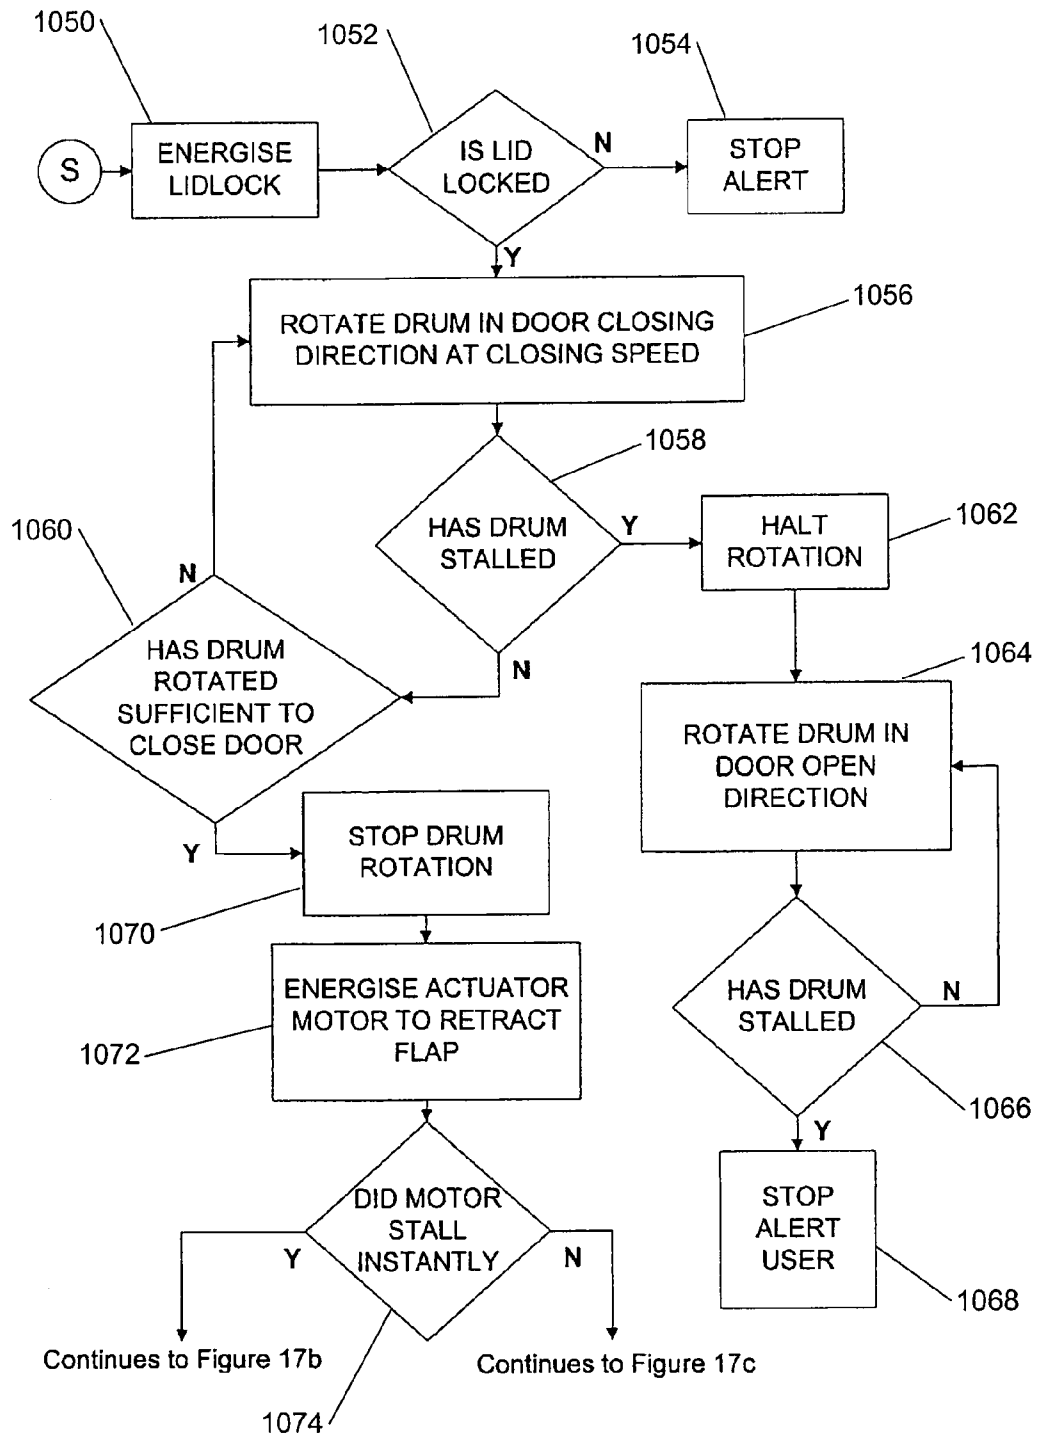 1050
1052
1054
S
ENERGISE
LIDLOCK
IS LID
LOCKED
N
STOP
ALERT
Y
1056
ROTATE DRUM IN DOOR CLOSING
DIRECTION AT CLOSING SPEED
1058
1060
HAS DRUM
STALLED
Y
HALT
ROTATION
1062
N
N
HAS DRUM
ROTATED
SUFFICIENT TO
CLOSE DOOR
1064
ROTATE DRUM IN
DOOR OPEN
DIRECTION
Y
STOP DRUM
ROTATION
1070
ENERGISE ACTUATOR
MOTOR TO RETRACT
FLAP
1072
HAS DRUM
STALLED
N
1066
Y
DID MOTOR
STALL
INSTANTLY
Y
N
STOP
ALERT
USER
1068
Continues to Figure 17b
Continues to Figure 17c
1074